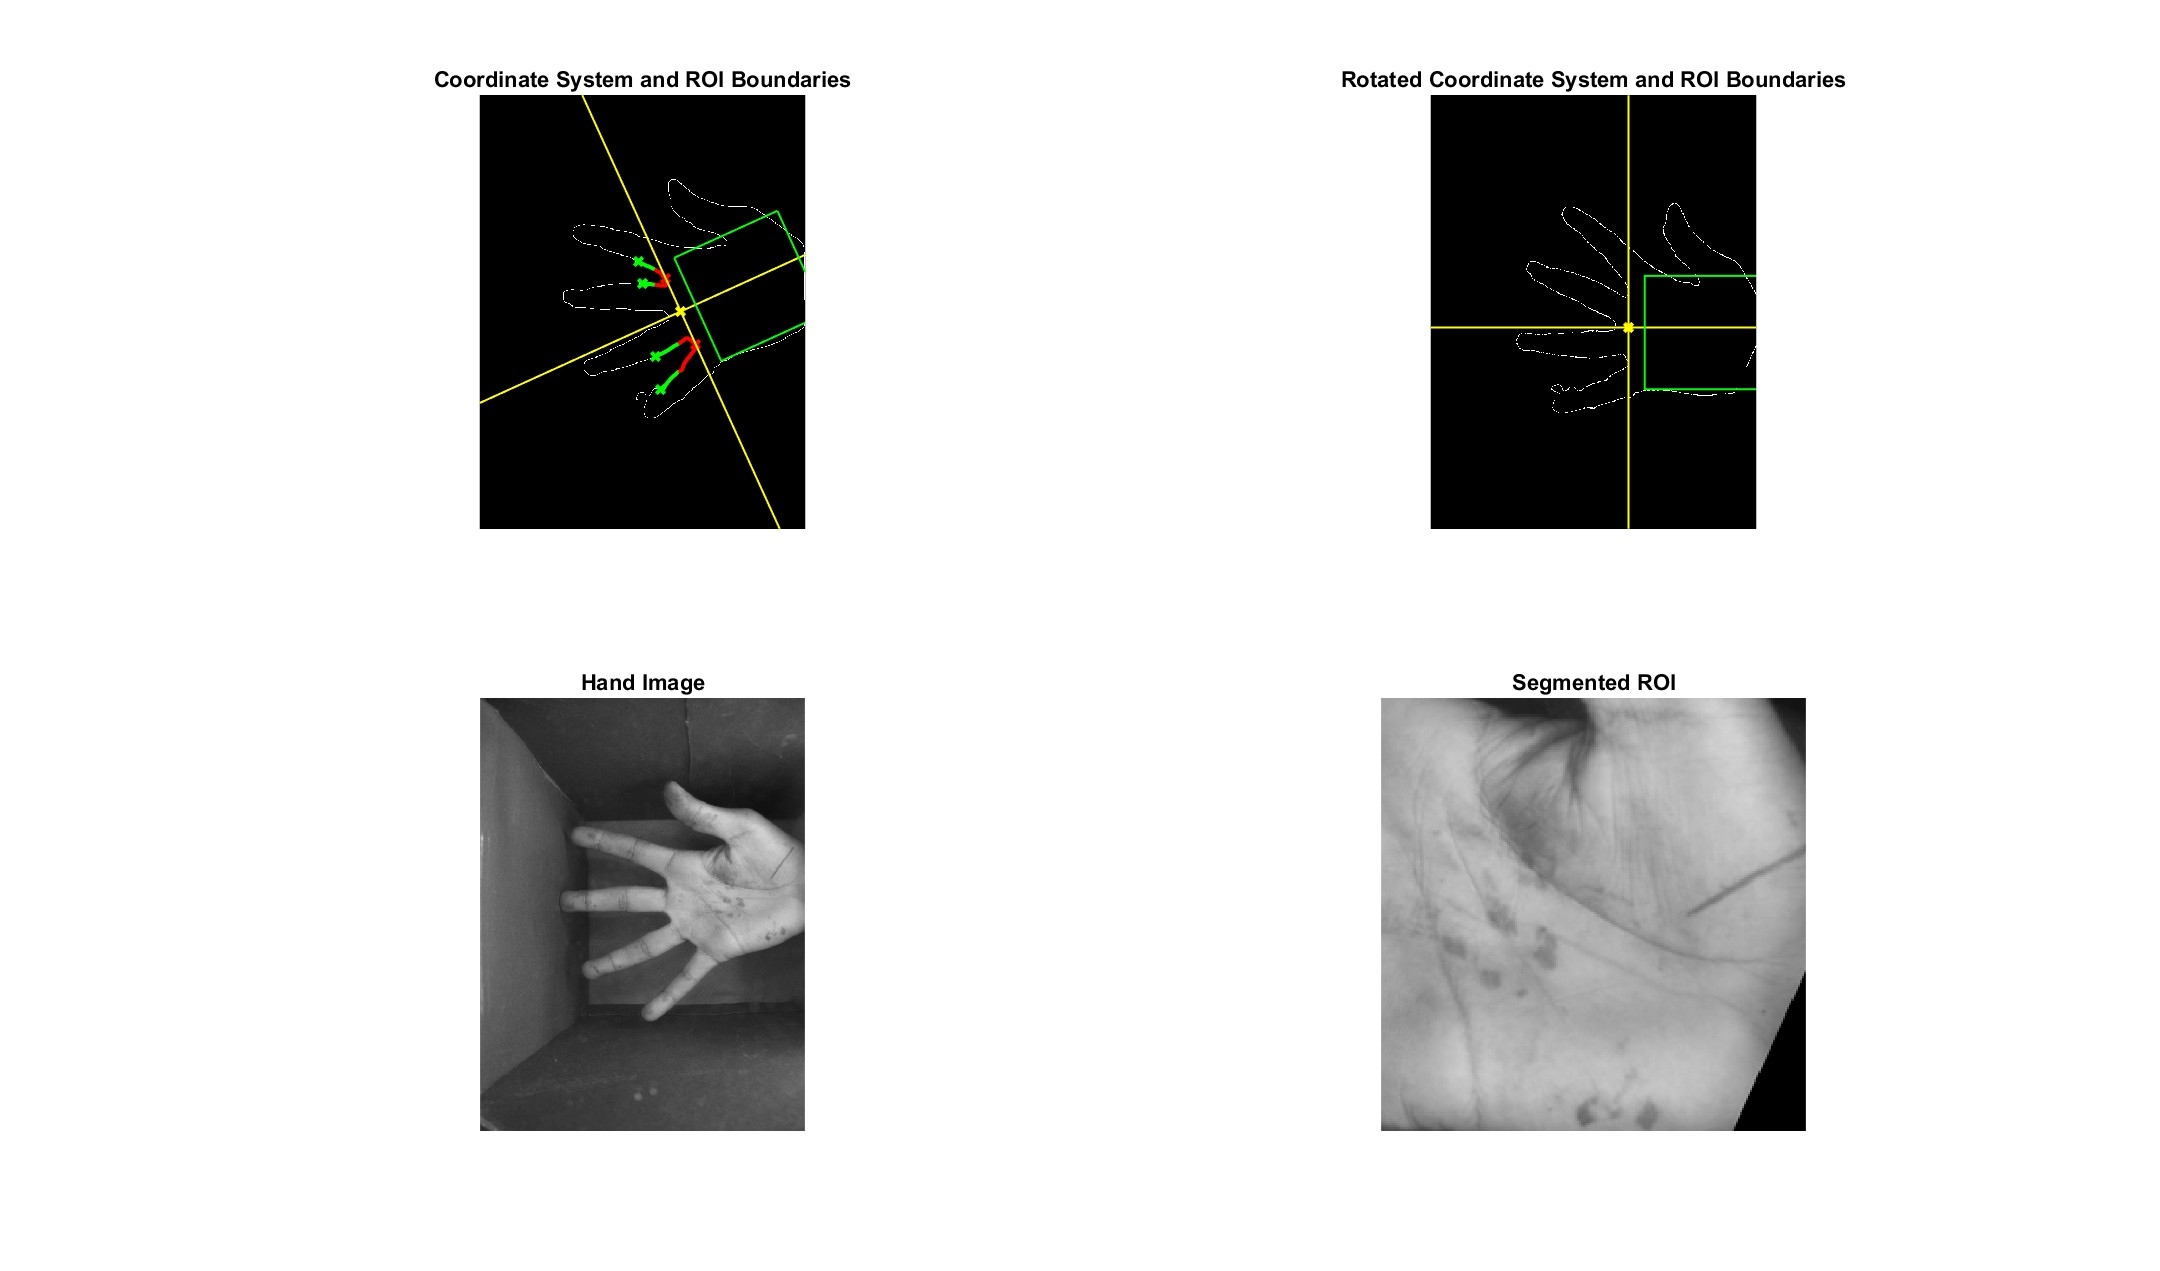 Coordinate System and ROI Boundaries
Rotated Coordinate System and ROI Boundaries
Hand Image
Segmented ROI